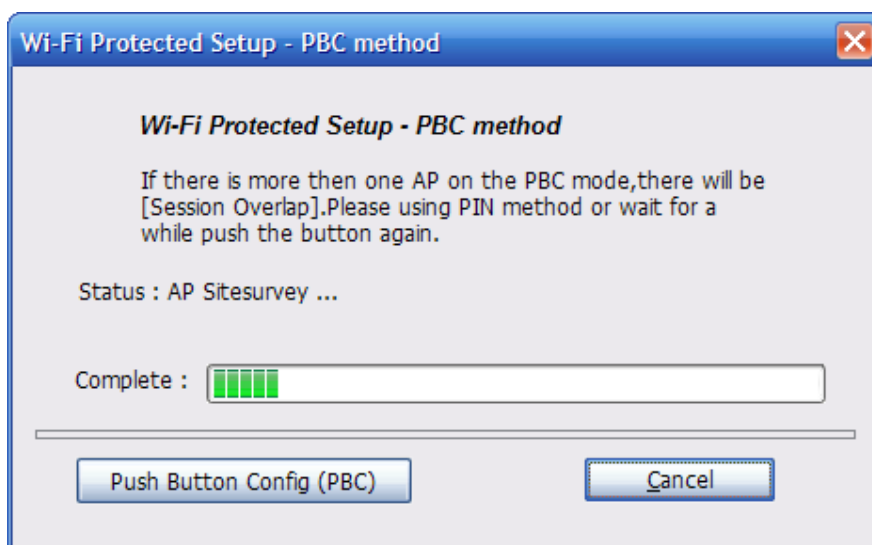 Wi-Fi Protected Setup - PBC method
Wi-Fi Protected Setup - PBC method
If there is more then one AP on the PBC mode,there will be
[Session Overlap].Please using PIN method or wait for a
while push the button again.
Status : AP Sitesurvey ...
Complete :
Push Button Config (PBC)
Cancel